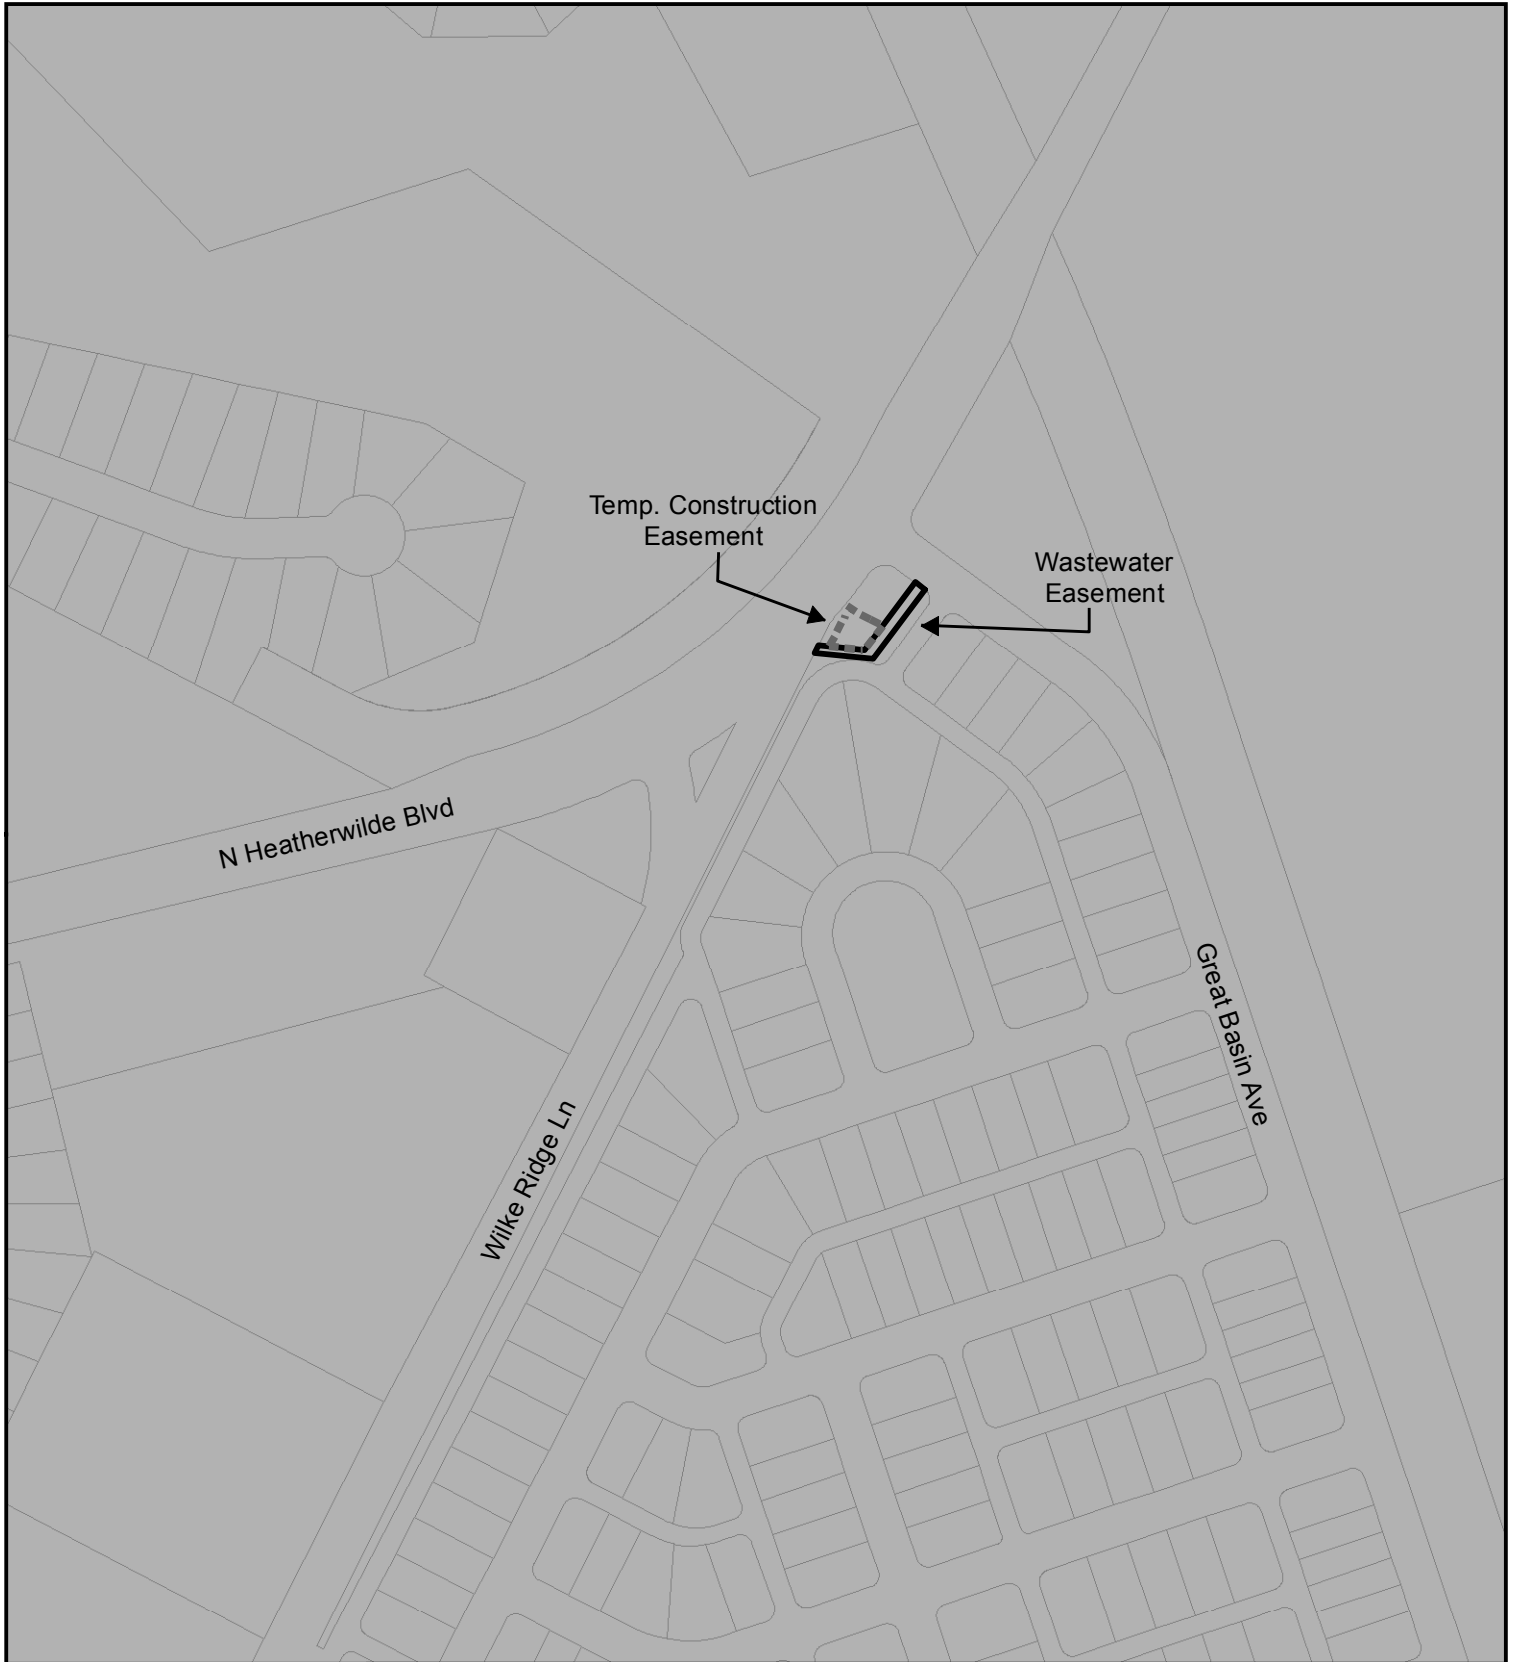 Temp. Construction
Easement
Wastewater
Easement
N Heatherwilde Blvd
Great Basin Ave
Wilke Ridge Ln